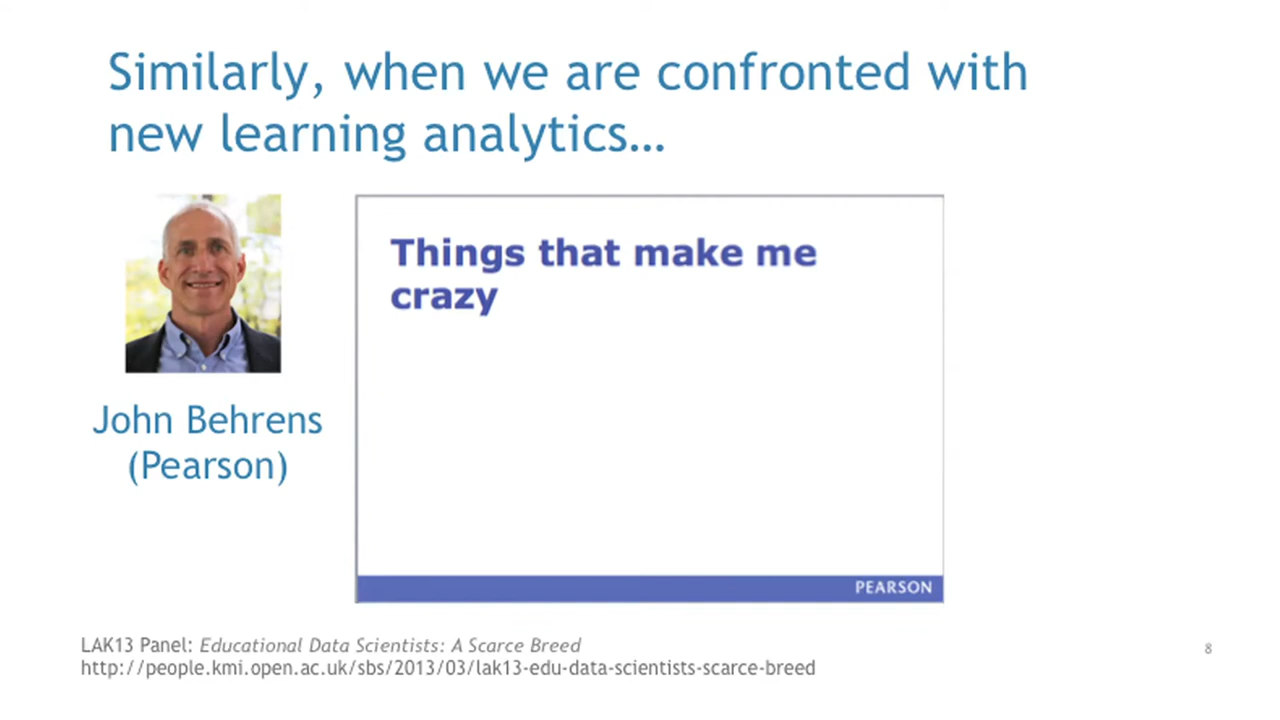 Similarly, when we are confronted with
new learning analytics…
Things that make me
crazy
John Behrens
(Pearson)
PEARSON
LAK13 Panel: Educational Data Scientists: A Scarce Breed
http://people.kmi.open.ac.uk/sbs/2013/03/lak13-edu-data-scientists-scarce-breed
8